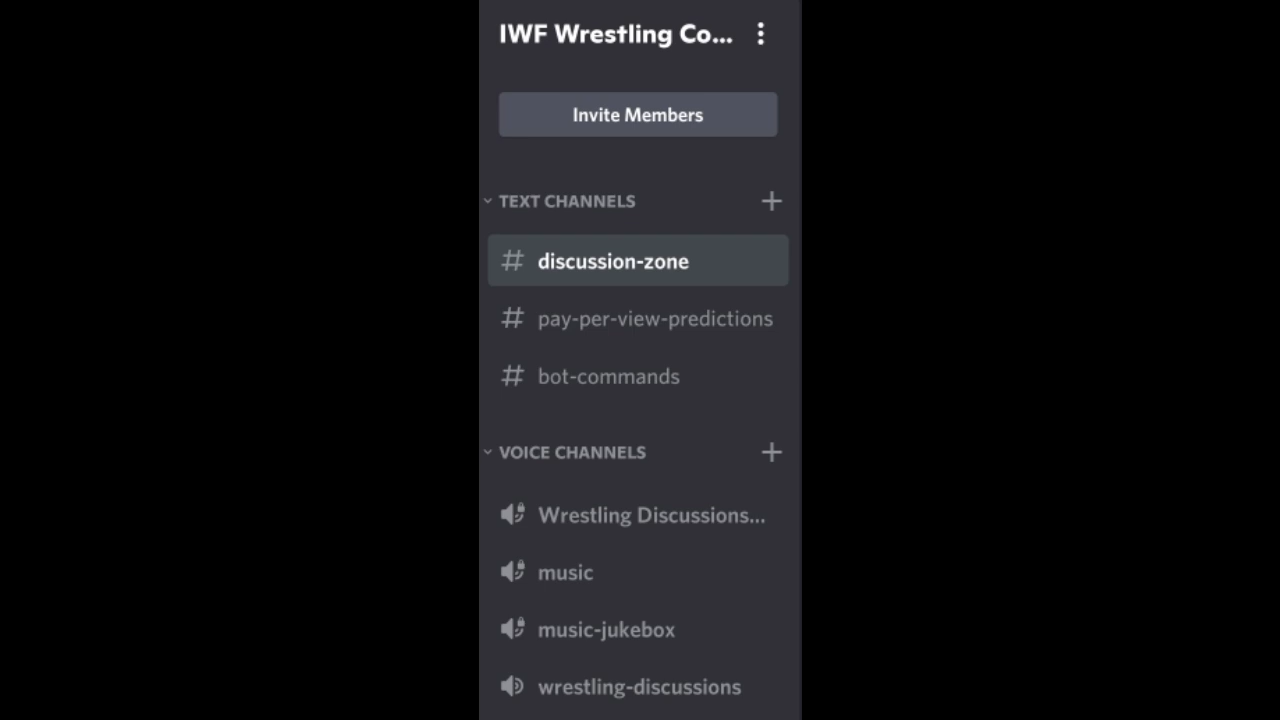 IWF Wrestling Co...
Invite Members
TEXT CHANNELS
# discussion-zone
# pay-per-view-predictions
# bot-commands
VOICE CHANNELS
Wrestling Discussions...
music
music-jukebox
wrestling-discussions